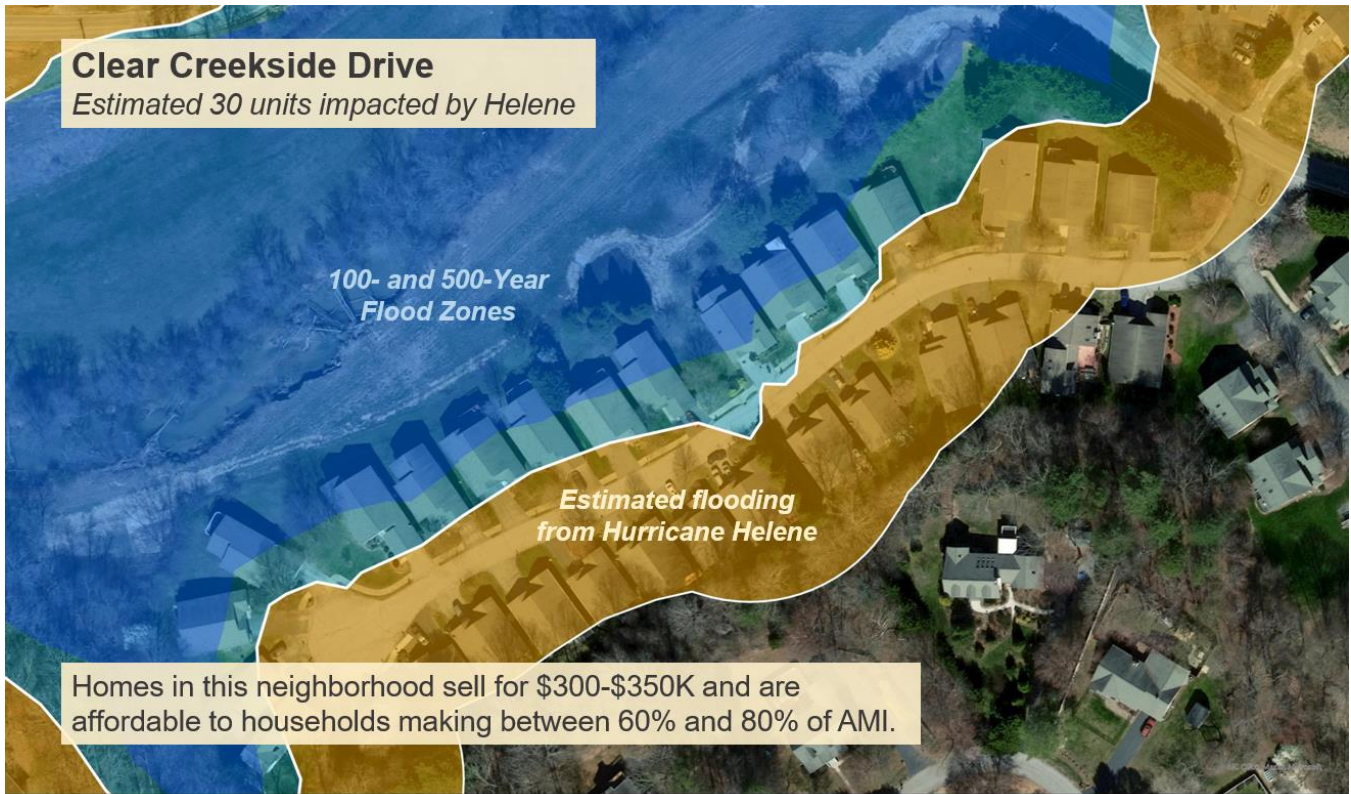 Clear Creekside Drive
Estimated 30 units impacted by Helene
100- and 500-Year
Flood Zones
Estimated flooding
from Hurricane Helene
Homes in this neighborhood sell for $300-$350K and are
affordable to households making between 60% and 80% of AMI.